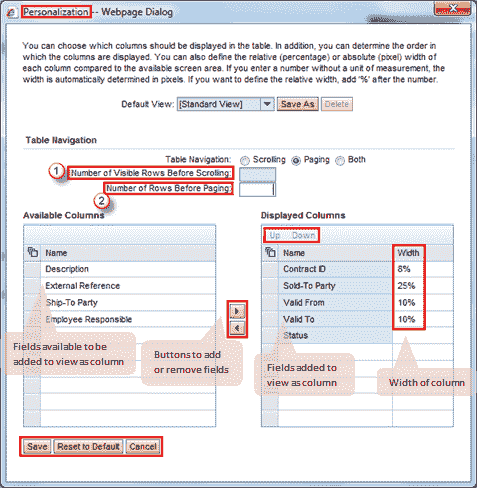 Personalization -- Webpage Dialog
You can choose which columns should be displayed in the table. In addition, you can determine the order in
which the columns are displayed. You can also define the relative (percentage) or absolute (pixel) width of
each column compared to the available screen area. If you enter a number without a unit of measurement, the
width is automatically determined in pixels. If you want to define the relative width, add '%' after the number.
Default View: [Standard View] Save As Delete
Table Navigation
Table Navigation: Scrolling Paging Both
1 Number of Visible Rows Before Scrolling:
2 Number of Rows Before Paging:
Available Columns
Name
Description
External Reference
Ship-To Party
Employee Responsible
Fields available to be
added to view as column
Buttons to add
or remove fields
Displayed Columns
Up Down
Name Width
Contract ID 8%
Sold-To Party 25%
Valid From 10%
Valid To 10%
Status
Fields added to
view as column
Width of column
Save Reset to Default Cancel